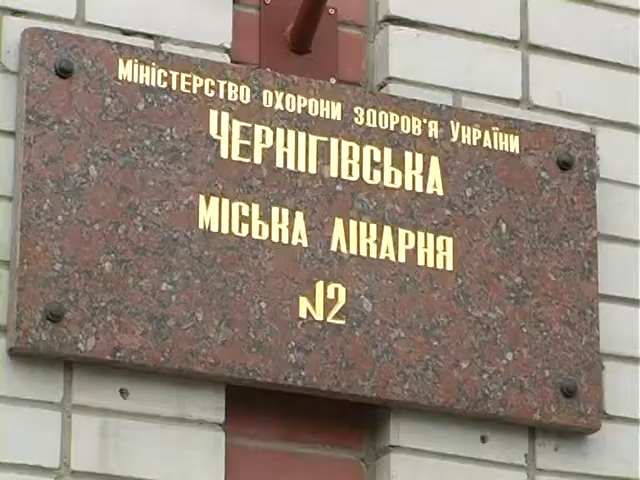 Міністерство охорони здоров'я України
Чернігівська
міська лікарня
№2